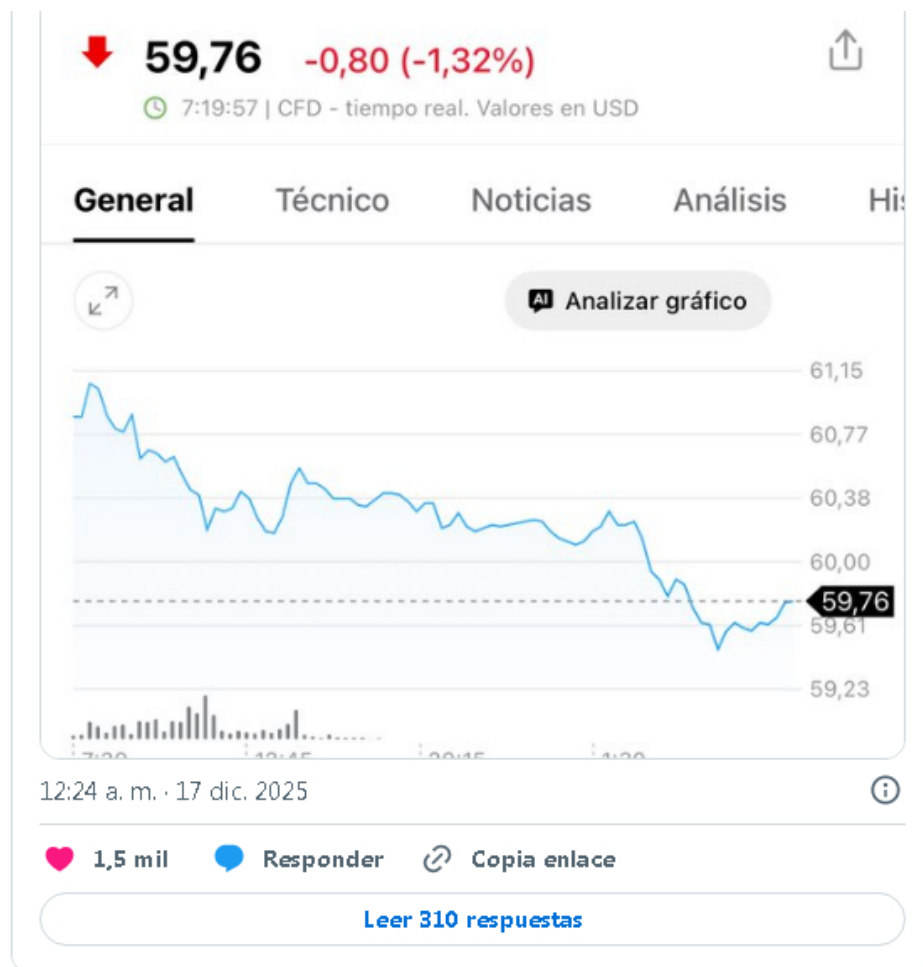 59,76 -0,80 (-1,32%)
7:19:57 | CFD - tiempo real. Valores en USD
General Técnico Noticias Análisis
AI Analizar gráfico
61,15
60,77
60,38
60,00
59,76
59,61
59,23
12:24 a. m. · 17 dic. 2025
1,5 mil Responder Copia enlace
Leer 310 respuestas